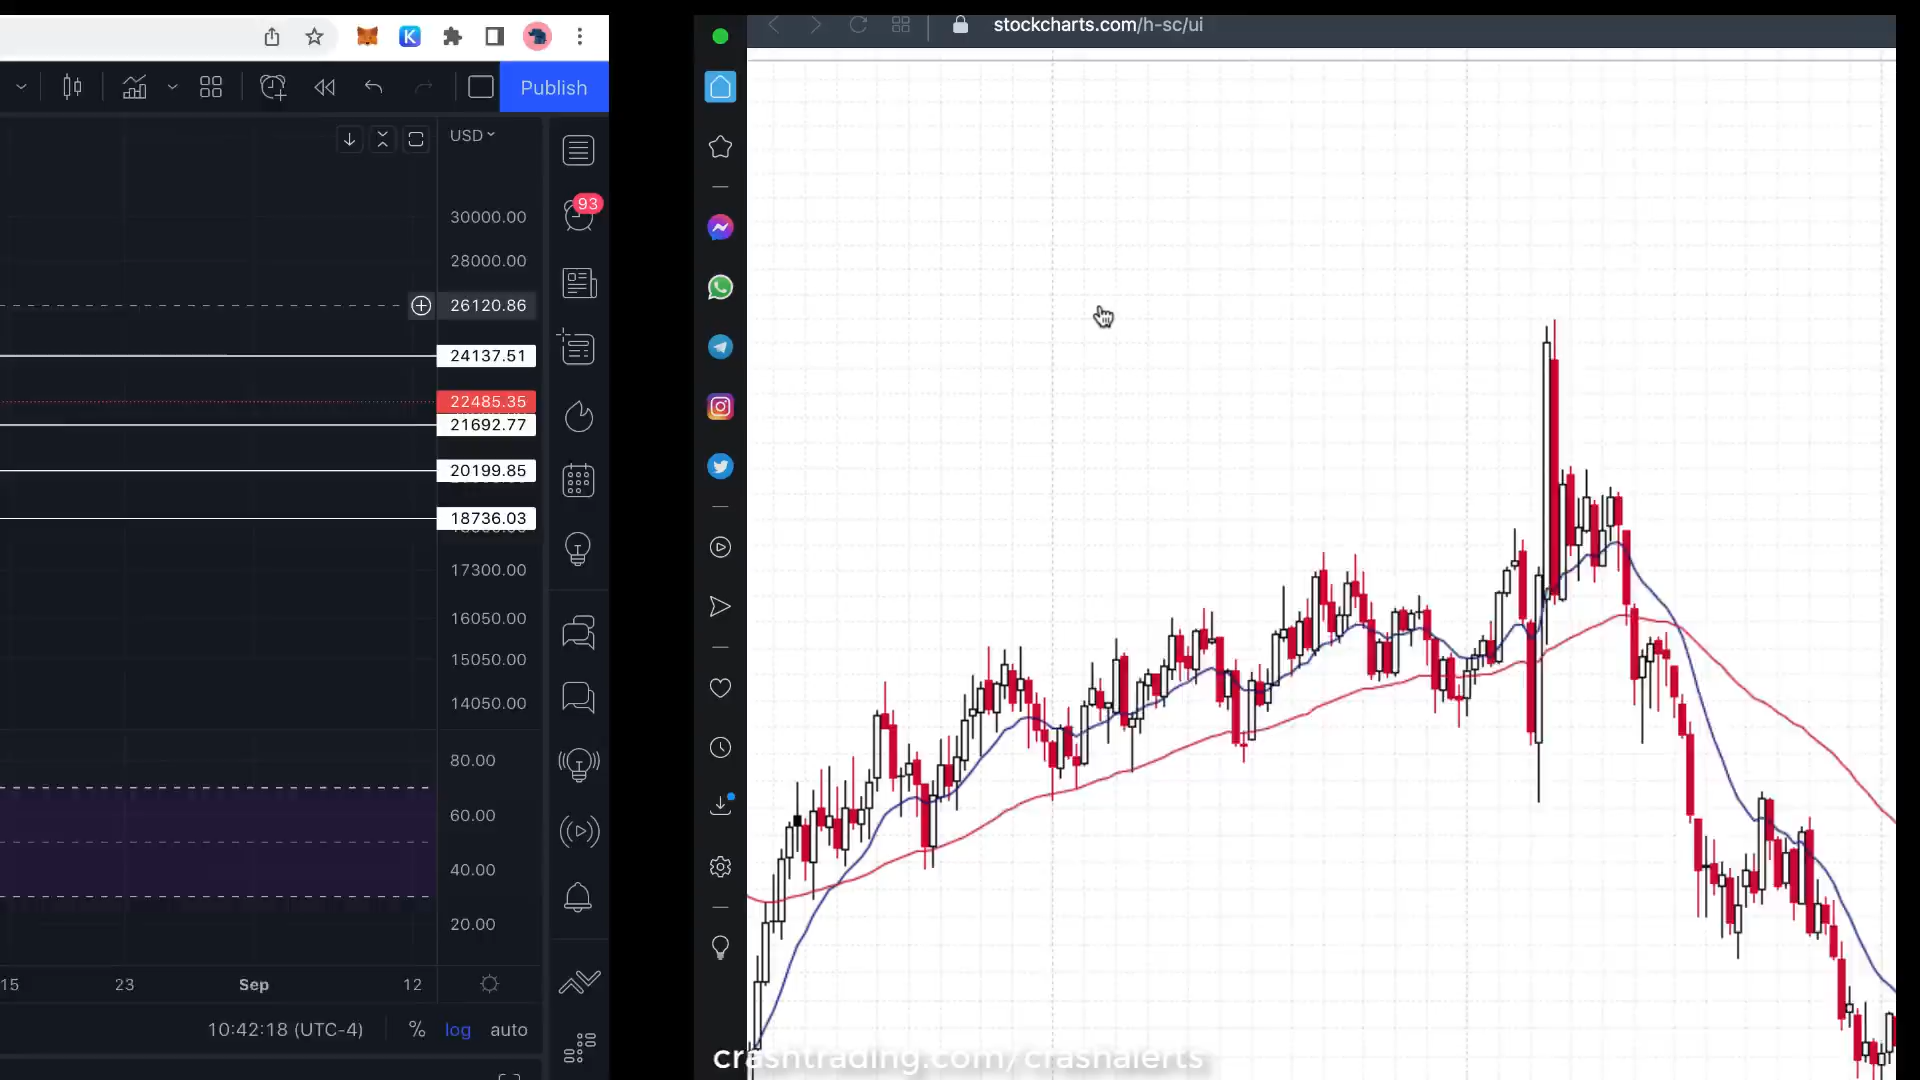 stockcharts.com/h-sc/ui
Publish
USD
93
30000.00
28000.00
26120.86
24137.51
22485.35
21692.77
20199.85
18736.03
17300.00
16050.00
15050.00
14050.00
80.00
60.00
40.00
20.00
15 23 Sep 12
10:42:18 (UTC-4) % log auto
crashtrading.com/crashalerts